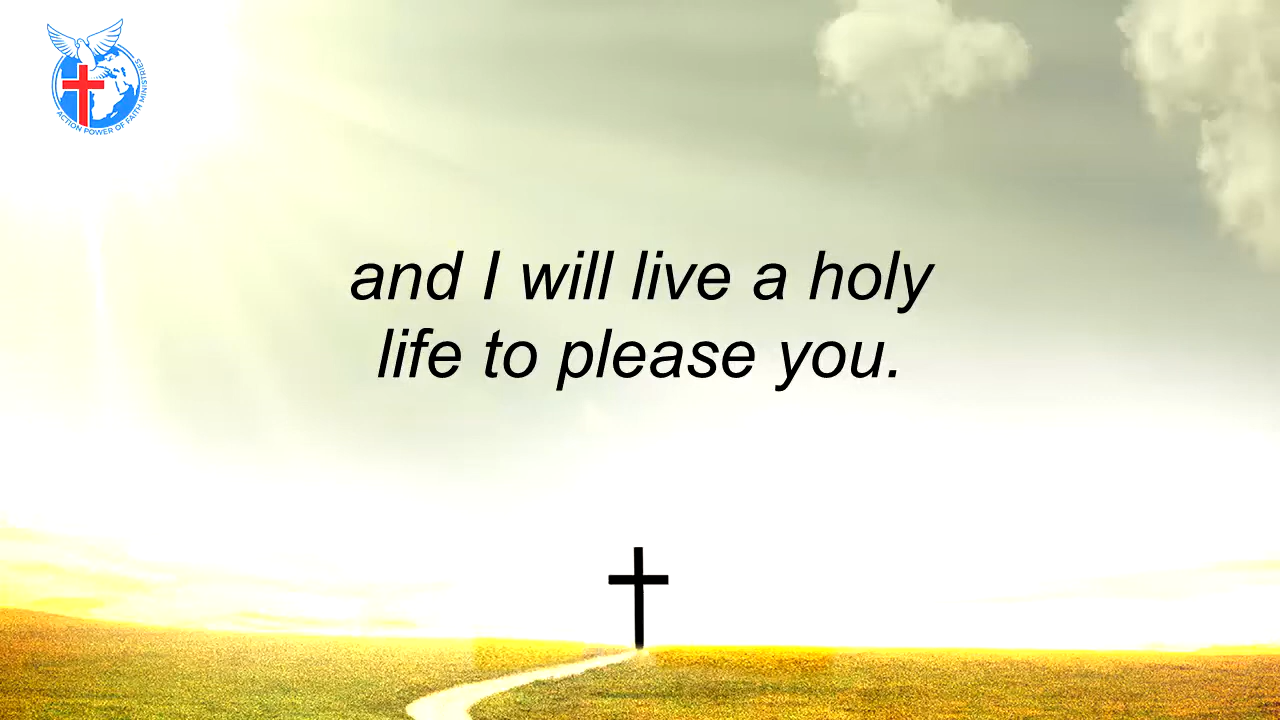 ACTION POWER OF FAITH MINISTRIES
and I will live a holy
life to please you.